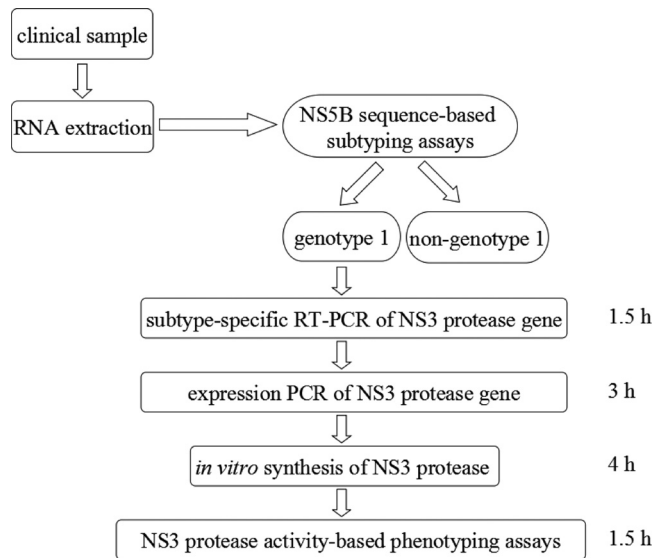 clinical sample
RNA extraction
NS5B sequence-based
subtyping assays
genotype 1
non-genotype 1
subtype-specific RT-PCR of NS3 protease gene
1.5 h
expression PCR of NS3 protease gene
3 h
in vitro synthesis of NS3 protease
4 h
NS3 protease activity-based phenotyping assays
1.5 h